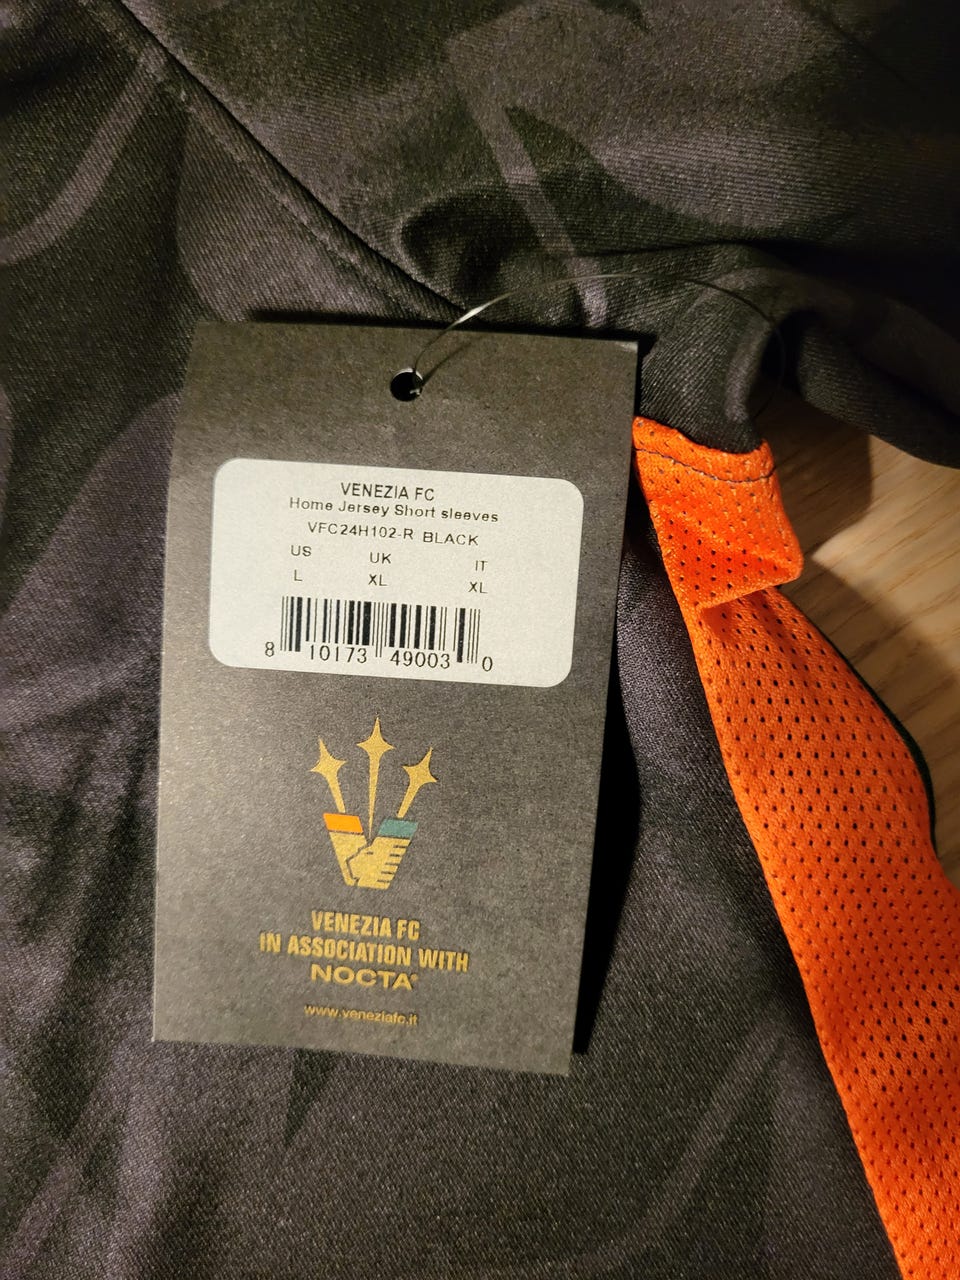 VENEZIA FC
Home Jersey Short sleeves
VFC24H102-R BLACK
US UK IT
L XL XL
8 10173 49003 0
VENEZIA FC
IN ASSOCIATION WITH
NOCTA®
www.veneziafc.it